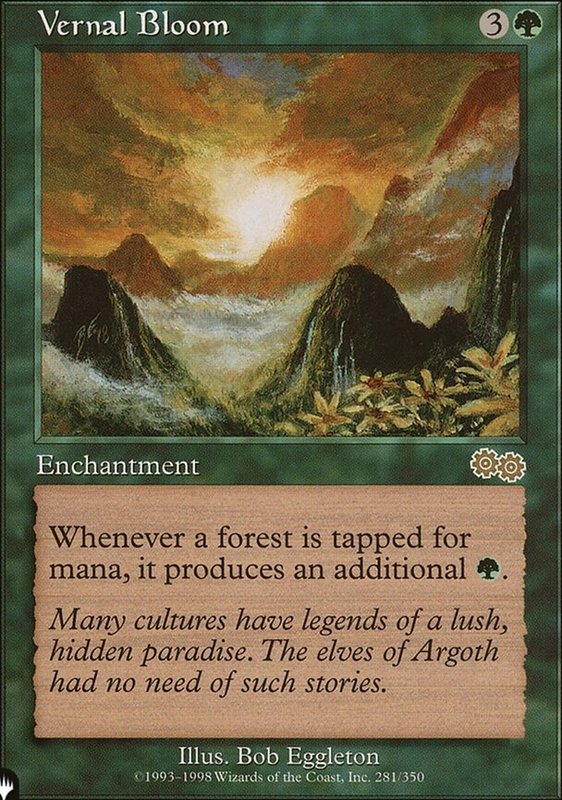 Vernal Bloom 3
Enchantment
Whenever a forest is tapped for
mana, it produces an additional .
Many cultures have legends of a lush,
hidden paradise. The elves of Argoth
had no need of such stories.
Illus. Bob Eggleton
©1993–1998 Wizards of the Coast, Inc. 281/350